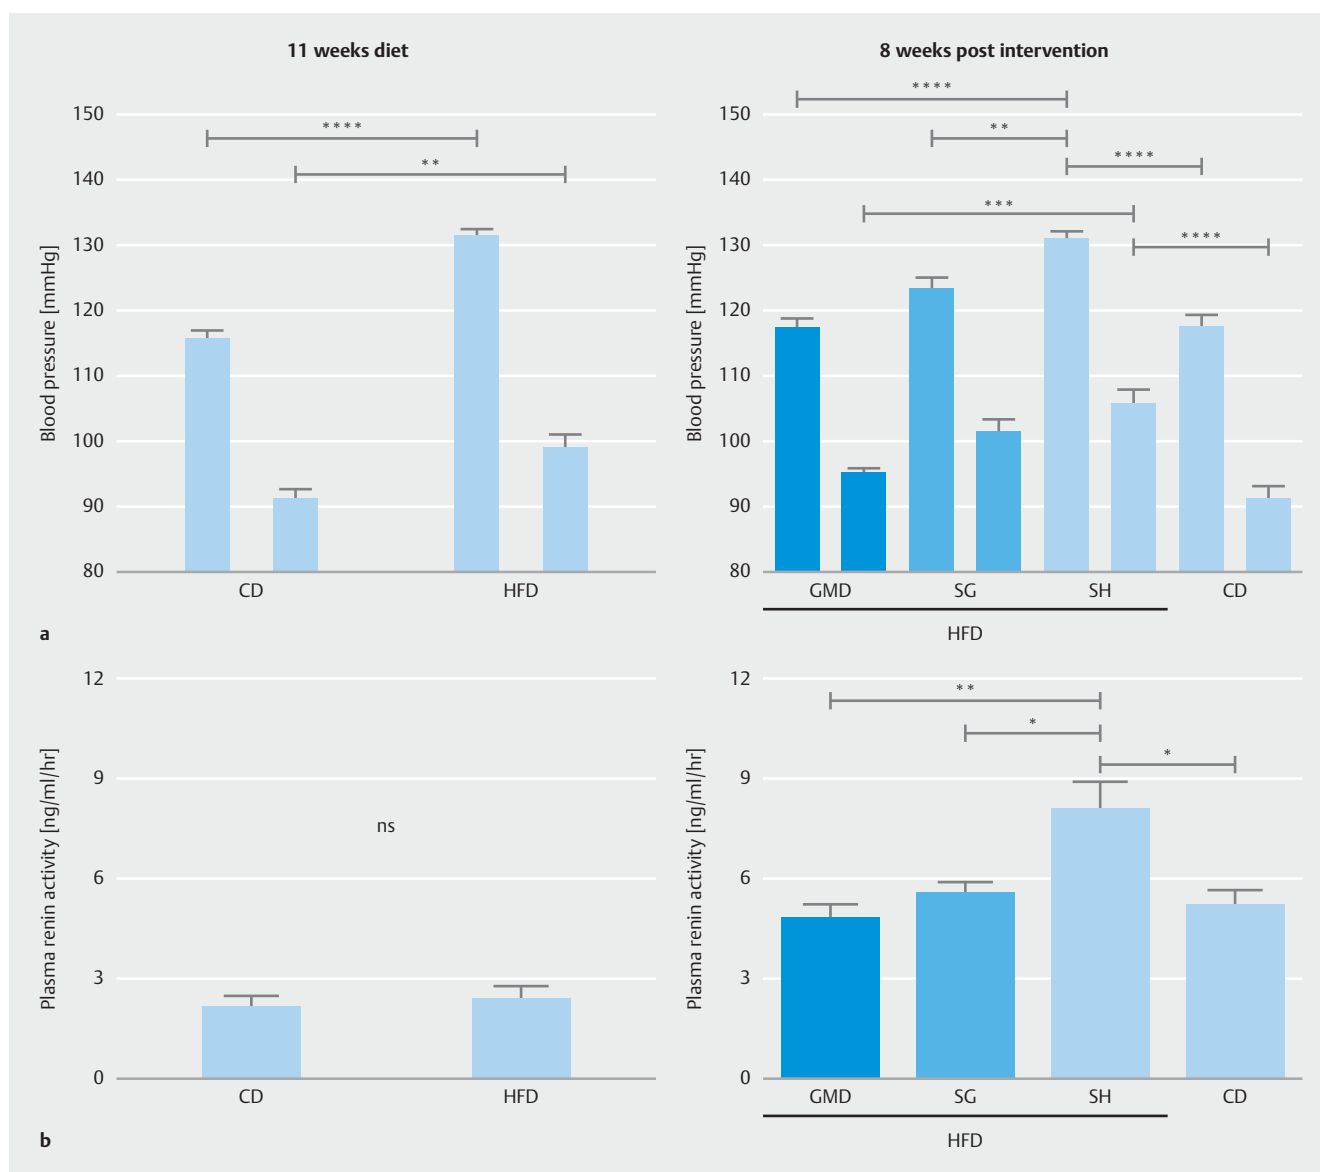 11 weeks diet
8 weeks post intervention
Blood pressure [mmHg]
150
140
130
120
110
100
90
80
****
**
CD
HFD
Blood pressure [mmHg]
150
140
130
120
110
100
90
80
****
**
****
***
****
GMD
SG
SH
CD
HFD
a
Plasma renin activity [ng/ml/hr]
12
9
6
3
0
ns
CD
HFD
Plasma renin activity [ng/ml/hr]
12
9
6
3
0
**
*
*
GMD
SG
SH
CD
HFD
b